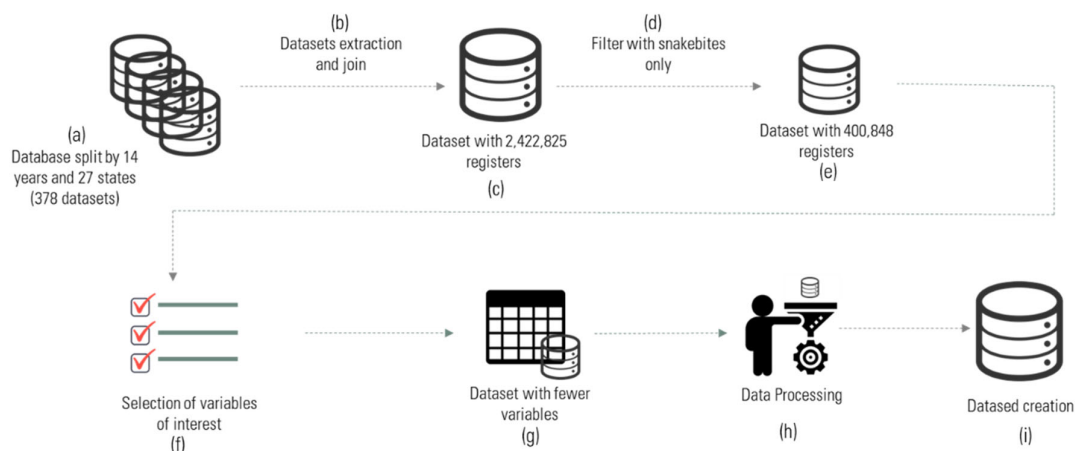 (a)
Database split by 14
years and 27 states
(378 datasets)
(b)
Datasets extraction
and join
Dataset with 2,422,825
registers
(c)
(d)
Filter with snakebites
only
Dataset with 400,848
registers
(e)
Selection of variables
of interest
(f)
Dataset with fewer
variables
(g)
Data Processing
(h)
Datased creation
(i)